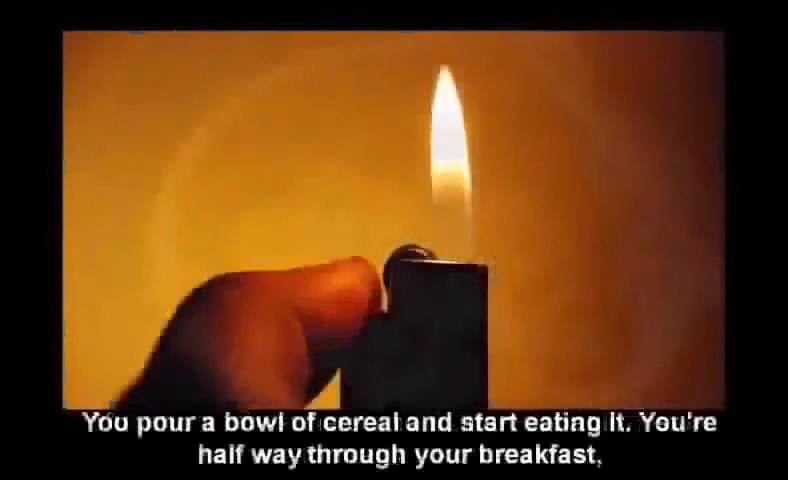 You pour a bowl of cereal and start eating it. You're
half way through your breakfast,